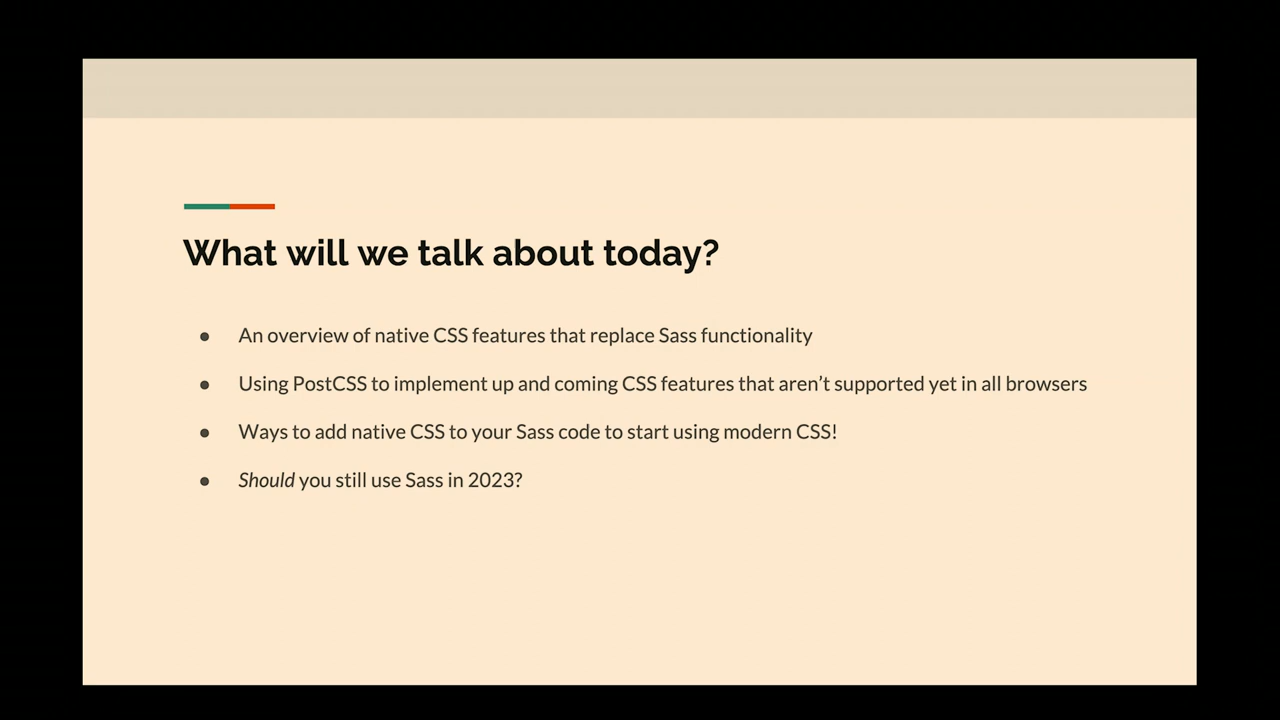 What will we talk about today?
● An overview of native CSS features that replace Sass functionality
● Using PostCSS to implement up and coming CSS features that aren’t supported yet in all browsers
● Ways to add native CSS to your Sass code to start using modern CSS!
● Should you still use Sass in 2023?